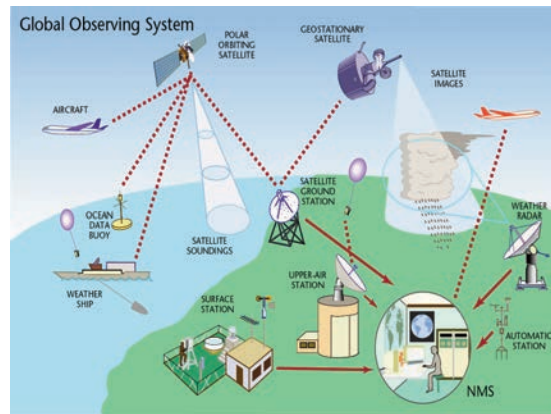 Global Observing System
POLAR
ORBITING
SATELLITE
GEOSTATIONARY
SATELLITE
SATELLITE
IMAGES
AIRCRAFT
OCEAN
DATA
BUOY
SATELLITE
SOUNDINGS
SATELLITE
GROUND
STATION
WEATHER
RADAR
WEATHER
SHIP
UPPER-AIR
STATION
SURFACE
STATION
AUTOMATIC
STATION
NMS